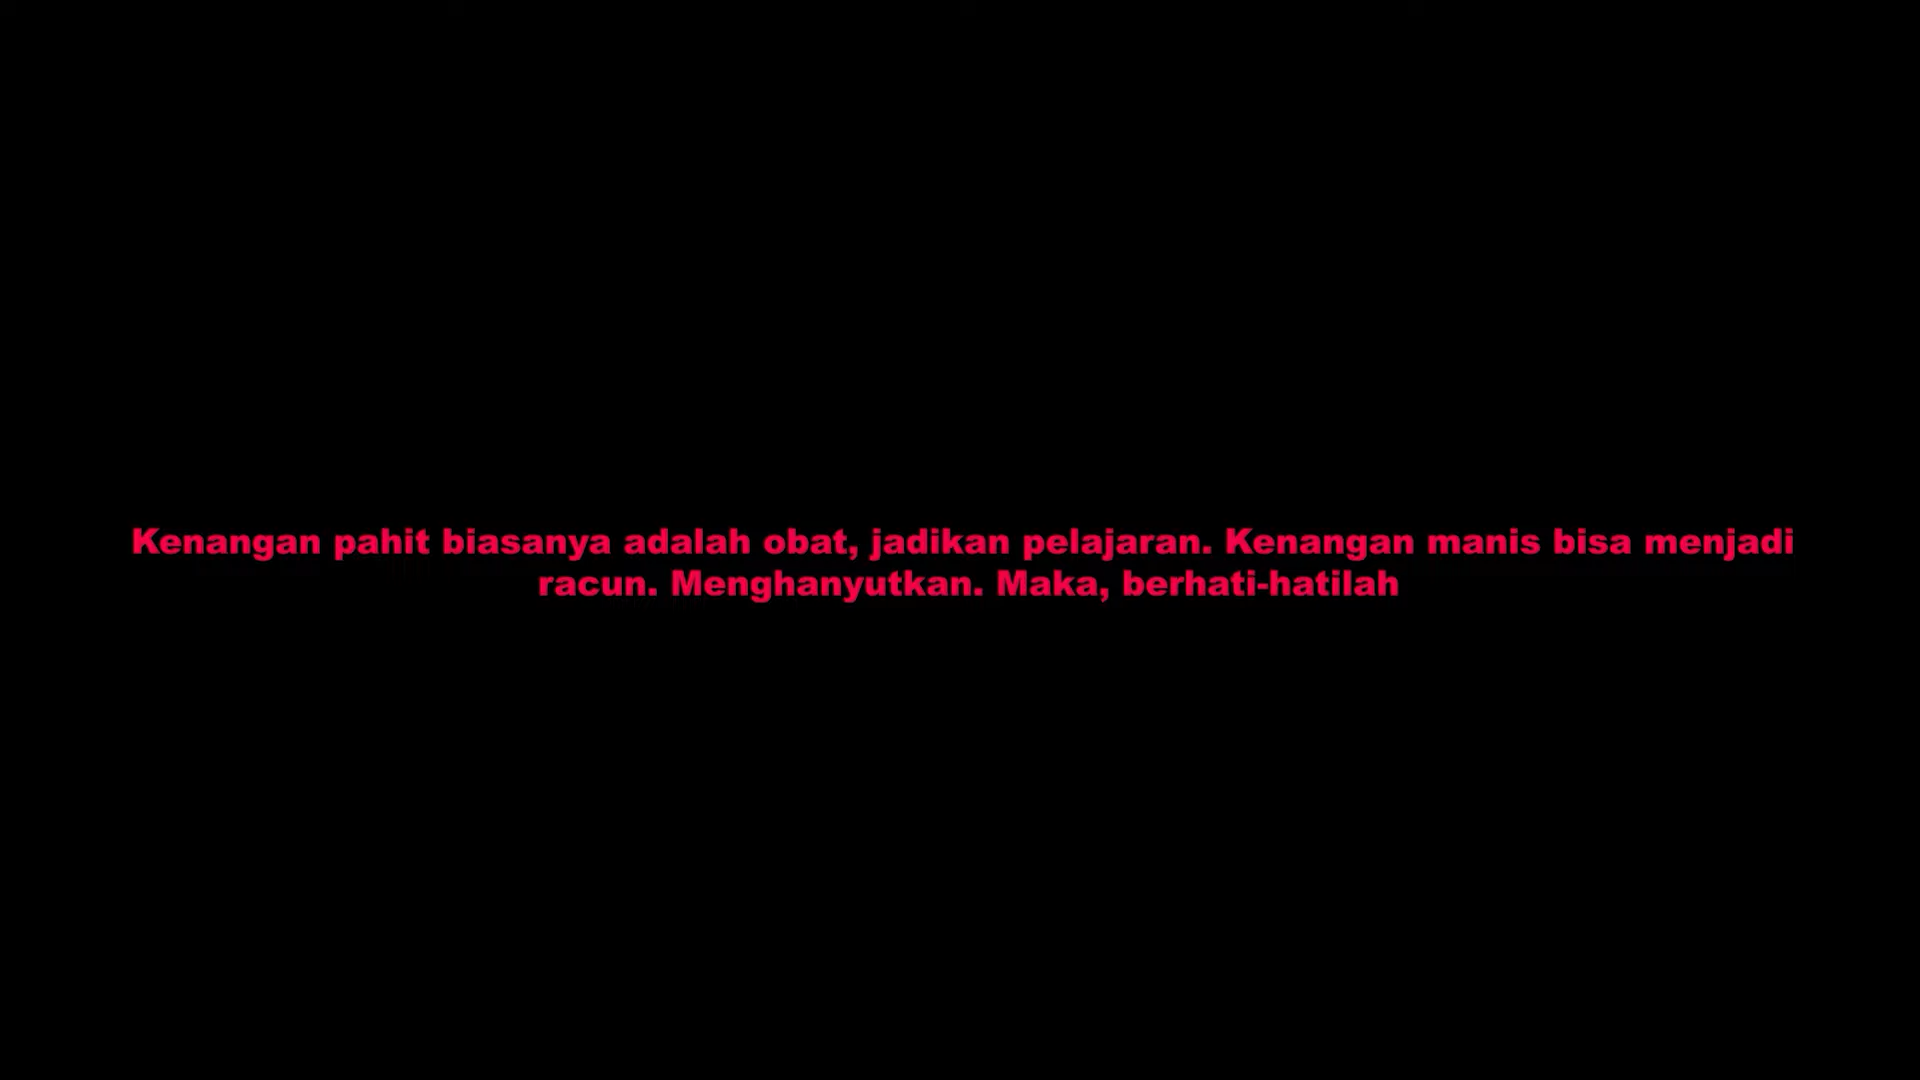 Kenangan pahit biasanya adalah obat, jadikan pelajaran. Kenangan manis bisa menjadi
racun. Menghanyutkan. Maka, berhati-hatilah